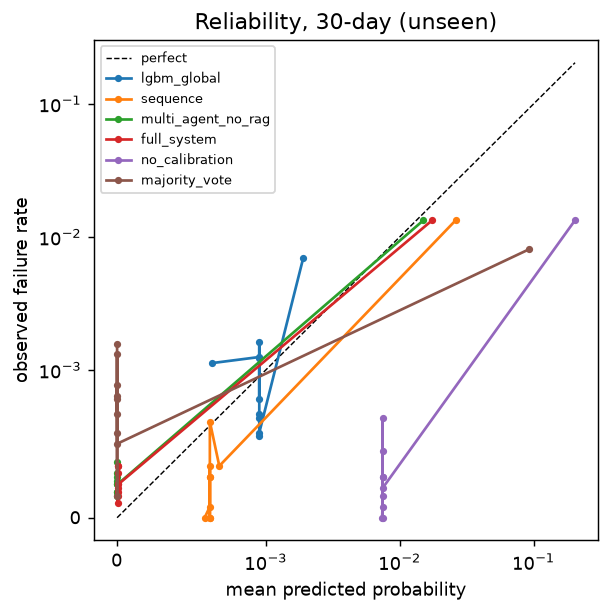 Reliability, 30-day (unseen)
perfect
lgbm_global
sequence
multi_agent_no_rag
full_system
no_calibration
majority_vote
10⁻¹
10⁻²
10⁻³
0
observed failure rate
0 10⁻³ 10⁻² 10⁻¹
mean predicted probability